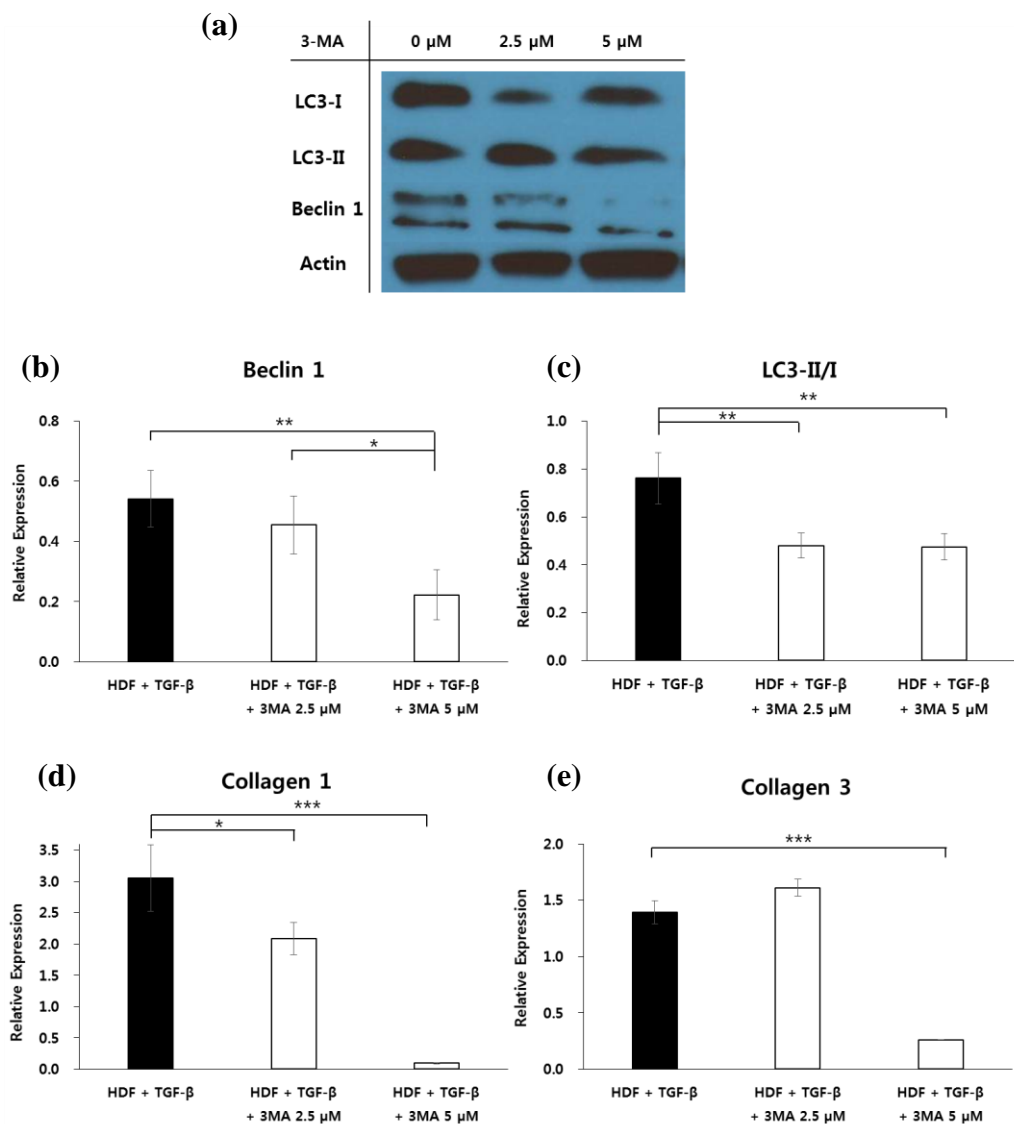 (a)
3-MA 0 μM 2.5 μM 5 μM
LC3-I
LC3-II
Beclin 1
Actin
(b)
Beclin 1
**
*
Relative Expression
0.8
0.6
0.4
0.2
0.0
HDF + TGF-β
HDF + TGF-β
+ 3MA 2.5 μM
HDF + TGF-β
+ 3MA 5 μM
(c)
LC3-II/I
**
**
Relative Expression
1.0
0.8
0.6
0.4
0.2
0.0
HDF + TGF-β
HDF + TGF-β
+ 3MA 2.5 μM
HDF + TGF-β
+ 3MA 5 μM
(d)
Collagen 1
***
*
Relative Expression
3.5
3.0
2.5
2.0
1.5
1.0
0.5
0.0
HDF + TGF-β
HDF + TGF-β
+ 3MA 2.5 μM
HDF + TGF-β
+ 3MA 5 μM
(e)
Collagen 3
***
Relative Expression
2.0
1.5
1.0
0.5
0.0
HDF + TGF-β
HDF + TGF-β
+ 3MA 2.5 μM
HDF + TGF-β
+ 3MA 5 μM